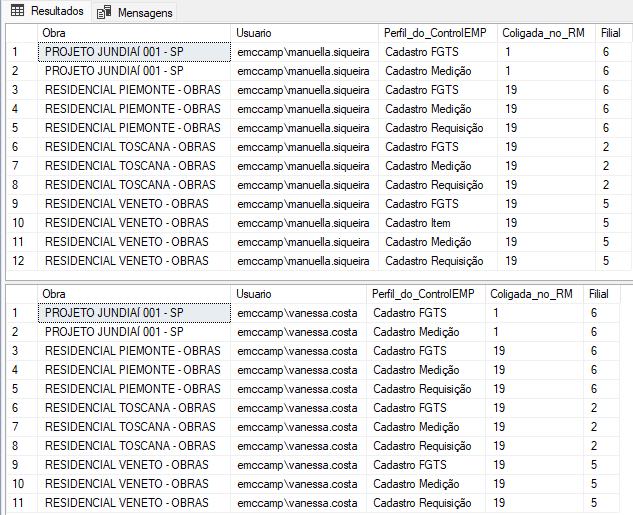 Resultados Mensagens
Obra Usuario Perfil_do_ControlEMP Coligada_no_RM Filial
1 PROJETO JUNDIAÍ 001 - SP emccamp\manuella.siqueira Cadastro FGTS 1 6
2 PROJETO JUNDIAÍ 001 - SP emccamp\manuella.siqueira Cadastro Medição 1 6
3 RESIDENCIAL PIEMONTE - OBRAS emccamp\manuella.siqueira Cadastro FGTS 19 6
4 RESIDENCIAL PIEMONTE - OBRAS emccamp\manuella.siqueira Cadastro Medição 19 6
5 RESIDENCIAL PIEMONTE - OBRAS emccamp\manuella.siqueira Cadastro Requisição 19 6
6 RESIDENCIAL TOSCANA - OBRAS emccamp\manuella.siqueira Cadastro FGTS 19 2
7 RESIDENCIAL TOSCANA - OBRAS emccamp\manuella.siqueira Cadastro Medição 19 2
8 RESIDENCIAL TOSCANA - OBRAS emccamp\manuella.siqueira Cadastro Requisição 19 2
9 RESIDENCIAL VENETO - OBRAS emccamp\manuella.siqueira Cadastro FGTS 19 5
10 RESIDENCIAL VENETO - OBRAS emccamp\manuella.siqueira Cadastro Item 19 5
11 RESIDENCIAL VENETO - OBRAS emccamp\manuella.siqueira Cadastro Medição 19 5
12 RESIDENCIAL VENETO - OBRAS emccamp\manuella.siqueira Cadastro Requisição 19 5
Obra Usuario Perfil_do_ControlEMP Coligada_no_RM Filial
1 PROJETO JUNDIAÍ 001 - SP emccamp\vanessa.costa Cadastro FGTS 1 6
2 PROJETO JUNDIAÍ 001 - SP emccamp\vanessa.costa Cadastro Medição 1 6
3 RESIDENCIAL PIEMONTE - OBRAS emccamp\vanessa.costa Cadastro FGTS 19 6
4 RESIDENCIAL PIEMONTE - OBRAS emccamp\vanessa.costa Cadastro Medição 19 6
5 RESIDENCIAL PIEMONTE - OBRAS emccamp\vanessa.costa Cadastro Requisição 19 6
6 RESIDENCIAL TOSCANA - OBRAS emccamp\vanessa.costa Cadastro FGTS 19 2
7 RESIDENCIAL TOSCANA - OBRAS emccamp\vanessa.costa Cadastro Medição 19 2
8 RESIDENCIAL TOSCANA - OBRAS emccamp\vanessa.costa Cadastro Requisição 19 2
9 RESIDENCIAL VENETO - OBRAS emccamp\vanessa.costa Cadastro FGTS 19 5
10 RESIDENCIAL VENETO - OBRAS emccamp\vanessa.costa Cadastro Medição 19 5
11 RESIDENCIAL VENETO - OBRAS emccamp\vanessa.costa Cadastro Requisição 19 5